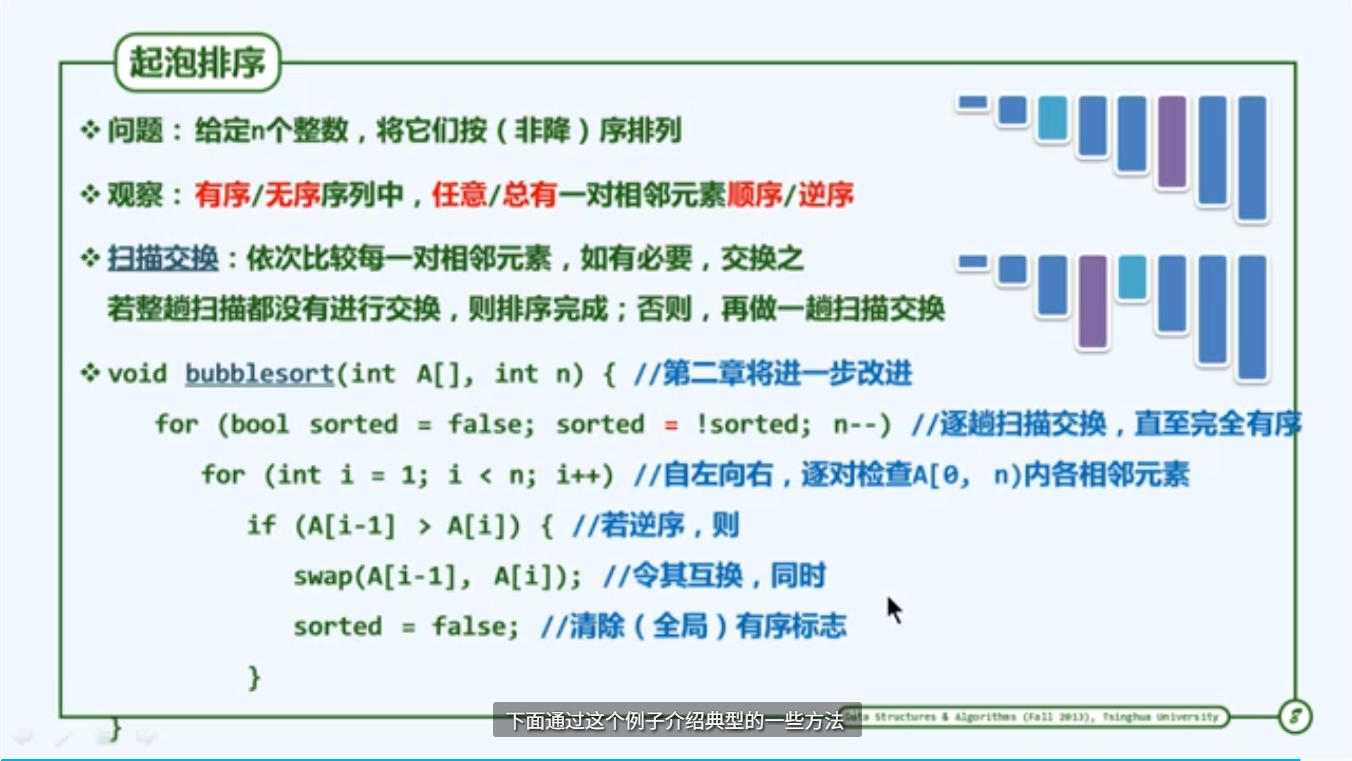 起泡排序
❖ 问题：给定n个整数，将它们按（非降）序排列
❖ 观察：有序/无序序列中，任意/总有一对相邻元素顺序/逆序
❖ 扫描交换：依次比较每一对相邻元素，如有必要，交换之
若整趟扫描都没有进行交换，则排序完成；否则，再做一趟扫描交换
❖ void bubblesort(int A[], int n) { //第二章将进一步改进
for (bool sorted = false; sorted = !sorted; n--) //逐趟扫描交换，直至完全有序
for (int i = 1; i < n; i++) //自左向右，逐对检查A[0, n)内各相邻元素
if (A[i-1] > A[i]) { //若逆序，则
swap(A[i-1], A[i]); //令其互换，同时
sorted = false; //清除（全局）有序标志
}
}
下面通过这个例子介绍典型的一些方法
Structures & Algorithms (Fall 2013), Tsinghua University
8